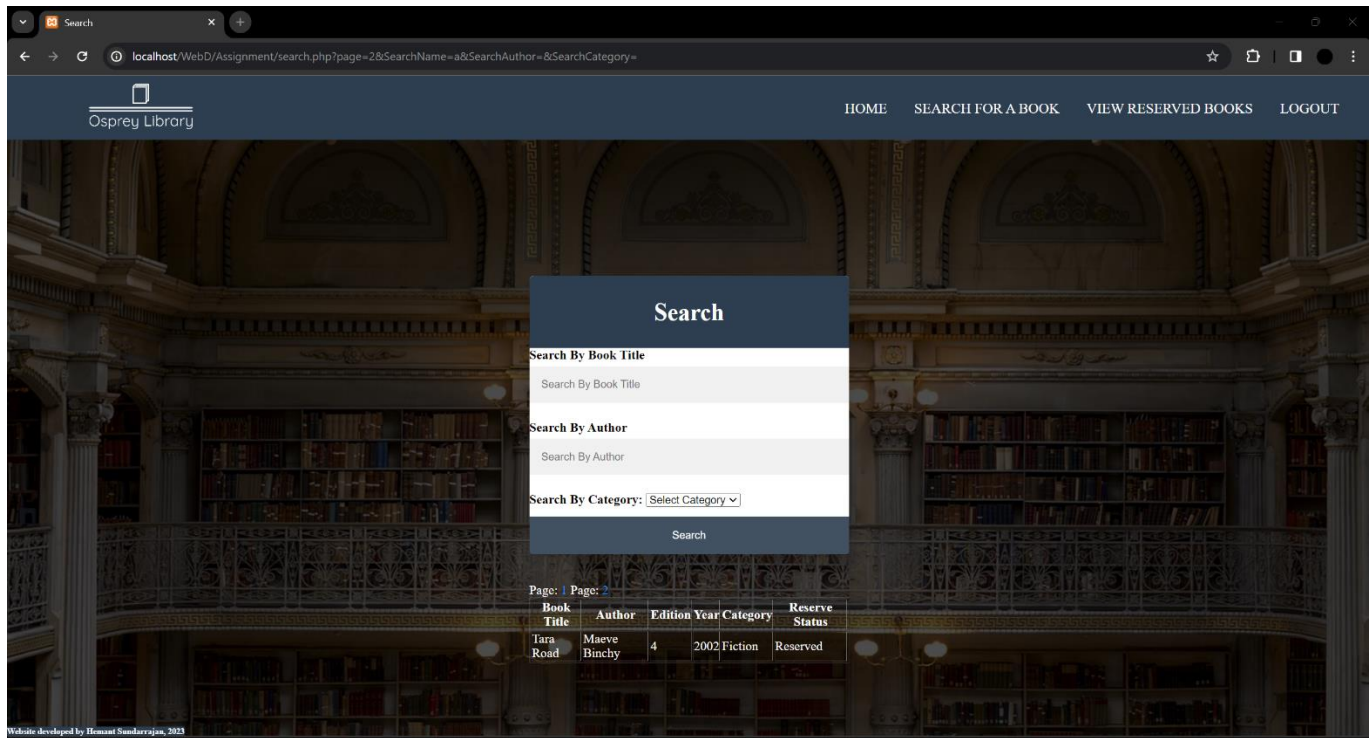 Search
localhost/WebD/Assignment/search.php?page=2&SearchName=a&SearchAuthor=&SearchCategory=
Osprey Library
HOME SEARCH FOR A BOOK VIEW RESERVED BOOKS LOGOUT
Search
Search By Book Title
Search By Book Title
Search By Author
Search By Author
Search By Category: Select Category
Search
Page: 1 Page: 2
Book Title Author Edition Year Category Reserve Status
Tara Road Maeve Binchy 4 2002 Fiction Reserved
Website developed by Hemant Sundarrajan, 2023